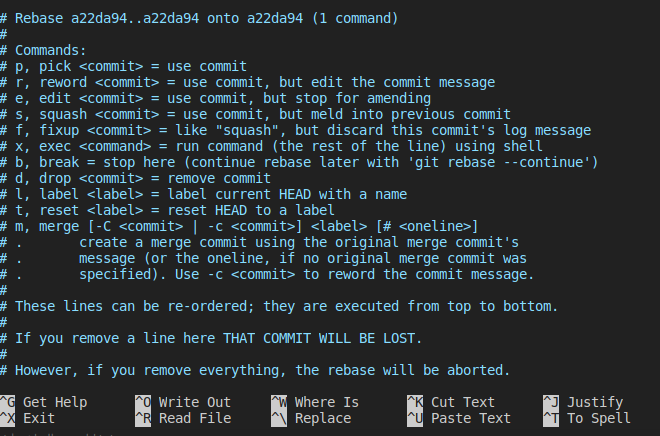 # Rebase a22da94..a22da94 onto a22da94 (1 command)
#
# Commands:
# p, pick <commit> = use commit
# r, reword <commit> = use commit, but edit the commit message
# e, edit <commit> = use commit, but stop for amending
# s, squash <commit> = use commit, but meld into previous commit
# f, fixup <commit> = like "squash", but discard this commit's log message
# x, exec <command> = run command (the rest of the line) using shell
# b, break = stop here (continue rebase later with 'git rebase --continue')
# d, drop <commit> = remove commit
# l, label <label> = label current HEAD with a name
# t, reset <label> = reset HEAD to a label
# m, merge [-C <commit> | -c <commit>] <label> [# <oneline>]
# .       create a merge commit using the original merge commit's
# .       message (or the oneline, if no original merge commit was
# .       specified). Use -c <commit> to reword the commit message.
#
# These lines can be re-ordered; they are executed from top to bottom.
#
# If you remove a line here THAT COMMIT WILL BE LOST.
#
# However, if you remove everything, the rebase will be aborted.
^G Get Help ^O Write Out ^W Where Is ^K Cut Text ^J Justify
^X Exit ^R Read File ^\ Replace ^U Paste Text ^T To Spell